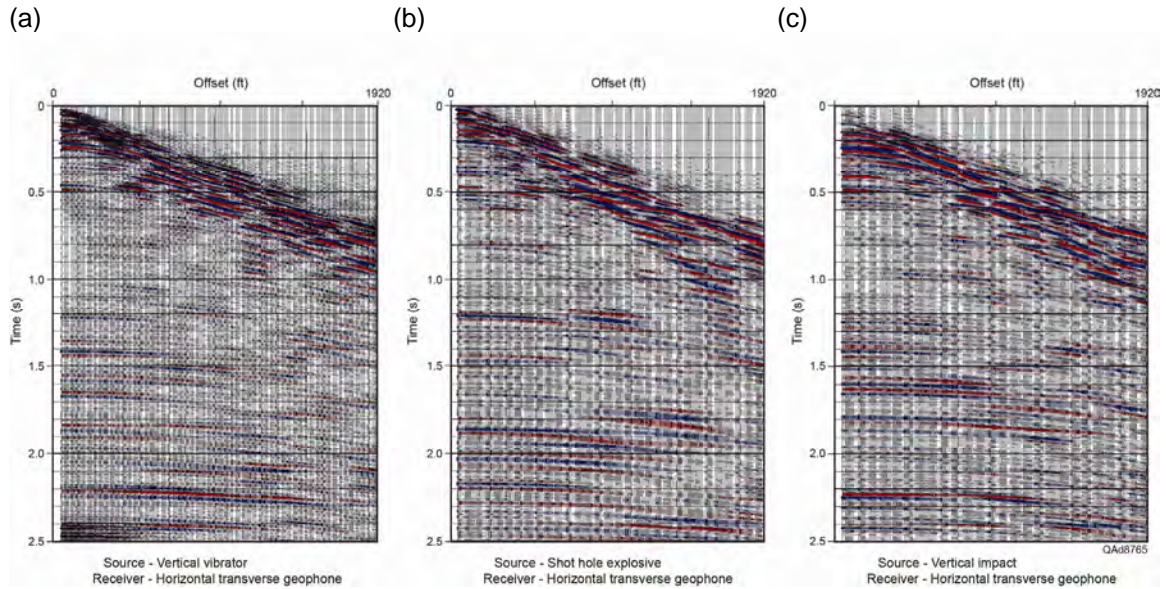 (a)
Offset (ft)
0 1920
0
0.5
1.0
1.5
2.0
2.5
Time (s)
Source - Vertical vibrator
Receiver - Horizontal transverse geophone
(b)
Offset (ft)
0 1920
0
0.5
1.0
1.5
2.0
2.5
Time (s)
Source - Shot hole explosive
Receiver - Horizontal transverse geophone
(c)
Offset (ft)
0 1920
0
0.5
1.0
1.5
2.0
2.5
Time (s)
QAd8765
Source - Vertical impact
Receiver - Horizontal transverse geophone